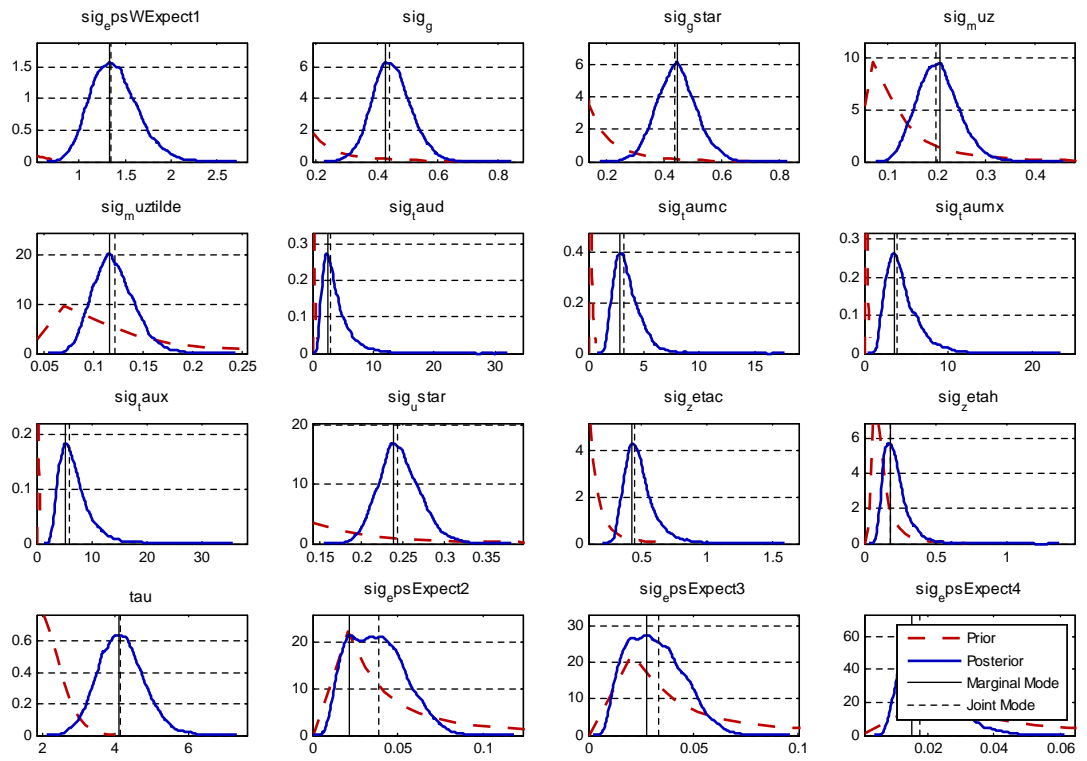 sig_epsWExpect1 sig_g sig_gstar sig_muz
1.5 1 0.5 0
1 1.5 2 2.5
6 4 2 0
0.2 0.4 0.6 0.8
6 4 2 0
0.2 0.4 0.6 0.8
10 5 0
0.1 0.2 0.3 0.4
sig_muztilde sig_taud sig_taumc sig_taumx
20 10 0
0.05 0.1 0.15 0.2 0.25
0.3 0.2 0.1 0
0 10 20 30
0.4 0.2 0
0 5 10 15
0.3 0.2 0.1 0
0 5 10 15 20
sig_taux sig_ustar sig_zetac sig_zetah
0.2 0.1 0
0 10 20 30
20 10 0
0.15 0.2 0.25 0.3 0.35
4 2 0
0.5 1 1.5
6 4 2 0
0 0.5 1
tau sig_epsExpect2 sig_epsExpect3 sig_epsExpect4
0.6 0.4 0.2 0
2 4 6
20 10 0
0 0.05 0.1
30 20 10 0
0 0.05 0.1
60 40 20 0
0.02 0.04 0.06
Prior
Posterior
Marginal Mode
Joint Mode